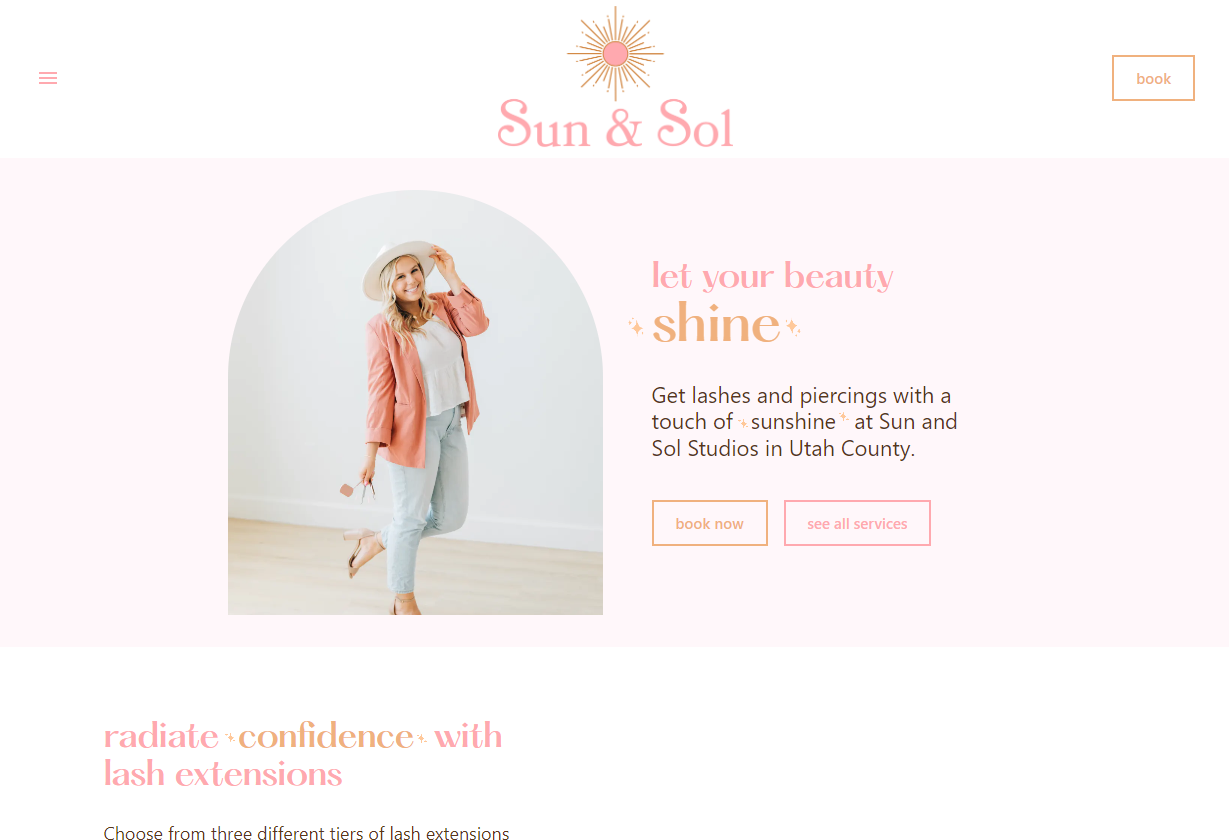 Sun & Sol
book
let your beauty
shine
Get lashes and piercings with a
touch of sunshine at Sun and
Sol Studios in Utah County.
book now
see all services
radiate confidence with
lash extensions
Choose from three different tiers of lash extensions